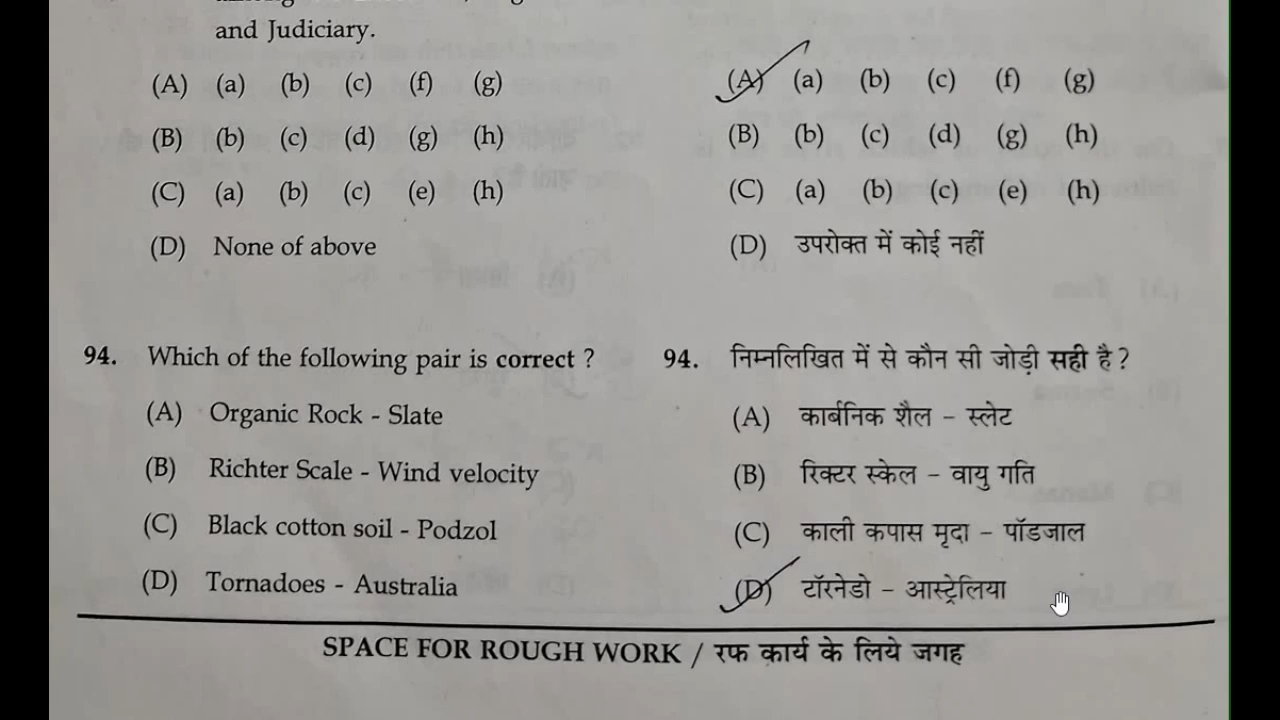 and Judiciary.
(A) (a) (b) (c) (f) (g)
(B) (b) (c) (d) (g) (h)
(C) (a) (b) (c) (e) (h)
(D) None of above
94. Which of the following pair is correct ?
(A) Organic Rock - Slate
(B) Richter Scale - Wind velocity
(C) Black cotton soil - Podzol
(D) Tornadoes - Australia
(A) (a) (b) (c) (f) (g)
(B) (b) (c) (d) (g) (h)
(C) (a) (b) (c) (e) (h)
(D) उपरोक्त में कोई नहीं
94. निम्नलिखित में से कौन सी जोड़ी सही है ?
(A) कार्बनिक शैल – स्लेट
(B) रिक्टर स्केल – वायु गति
(C) काली कपास मृदा – पॉडजाल
(D) टॉरनेडो – आस्ट्रेलिया
SPACE FOR ROUGH WORK / रफ कार्य के लिये जगह